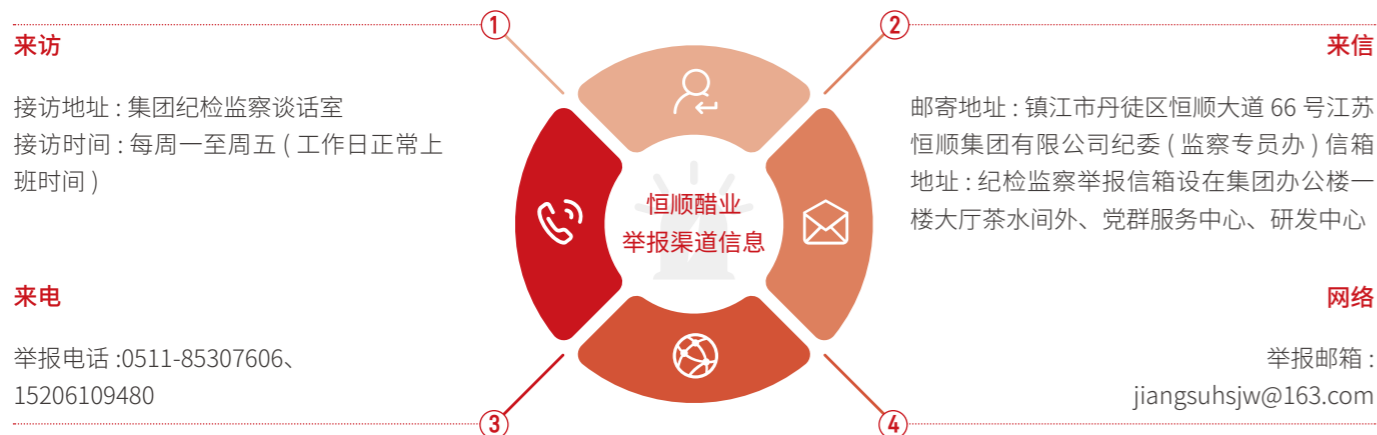 ①
来访
接访地址 : 集团纪检监察谈话室
接访时间 : 每周一至周五 ( 工作日正常上
班时间 )
②
来信
邮寄地址 : 镇江市丹徒区恒顺大道 66 号江苏
恒顺集团有限公司纪委 ( 监察专员办 ) 信箱
地址 : 纪检监察举报信箱设在集团办公楼一
楼大厅茶水间外、党群服务中心、研发中心
恒顺醋业
举报渠道信息
来电
举报电话 :0511-85307606、
15206109480
③
网络
举报邮箱 :
jiangsuhsjw@163.com
④